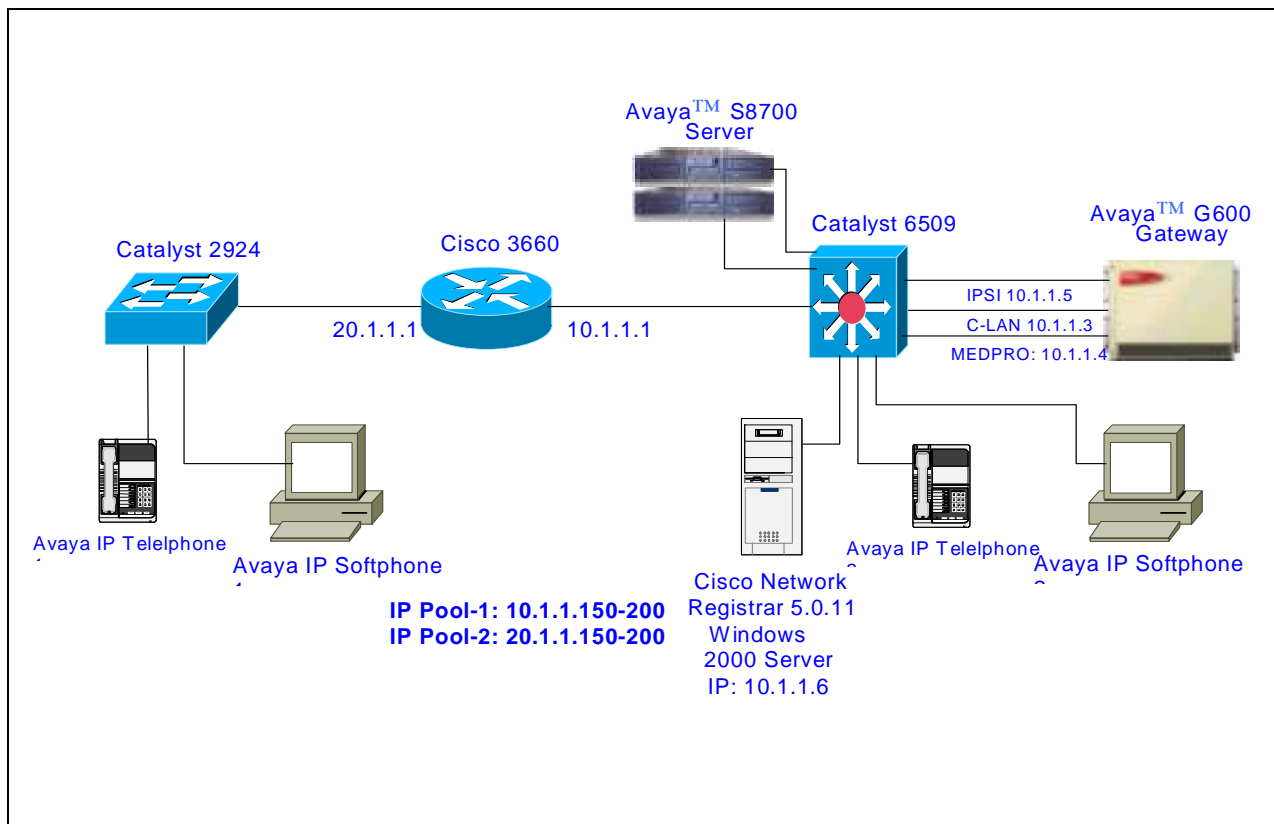 Avaya™ S8700
Server
Catalyst 2924
Cisco 3660
Catalyst 6509
Avaya™ G600
Gateway
20.1.1.1
10.1.1.1
IPSI 10.1.1.5
C-LAN 10.1.1.3
MEDPRO: 10.1.1.4
Avaya IP Telelphone
Avaya IP Softphone
IP Pool-1: 10.1.1.150-200
IP Pool-2: 20.1.1.150-200
Cisco Network
Registrar 5.0.11
Windows
2000 Server
IP: 10.1.1.6
Avaya IP Telelphone
Avaya IP Softphone